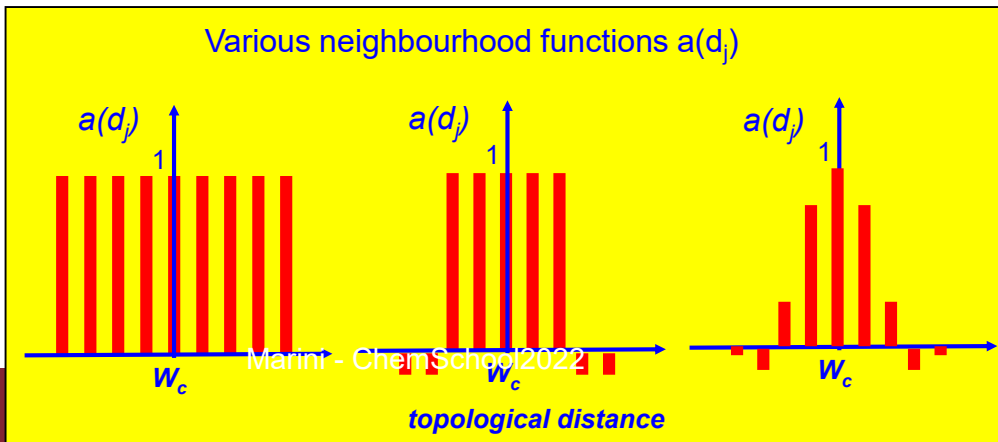 Various neighbourhood functions a(dj)
a(dj)
1
a(dj)
1
a(dj)
1
Marini - ChemSchool2022
Wc
Wc
Wc
topological distance